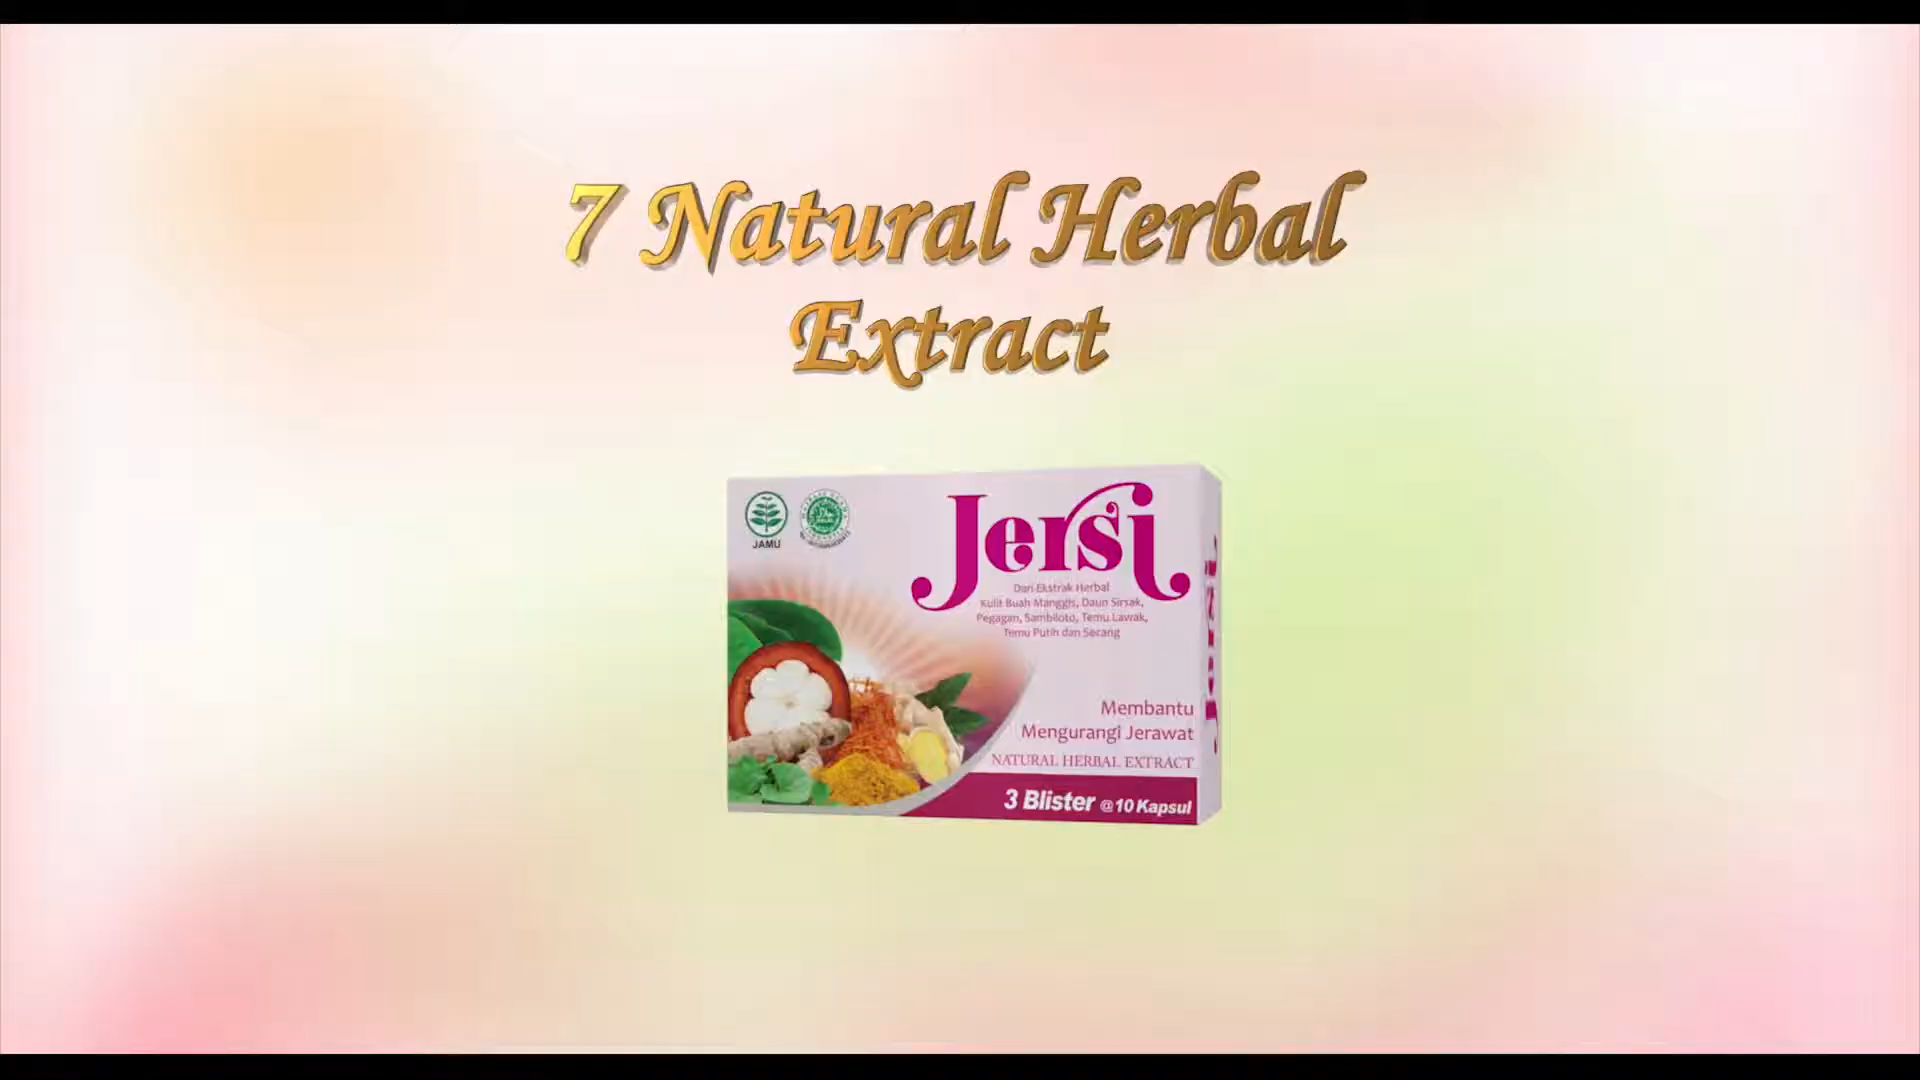 7 Natural Herbal
Extract
JAMU
Jersi
Dari Ekstrak Herbal
Kulit Buah Manggis, Daun Sirsak,
Pegagan, Sambiloto, Temu Lawak,
Temu Putih dan Secang
Membantu
Mengurangi Jerawat
NATURAL HERBAL EXTRACT
3 Blister @ 10 Kapsul
Jersi